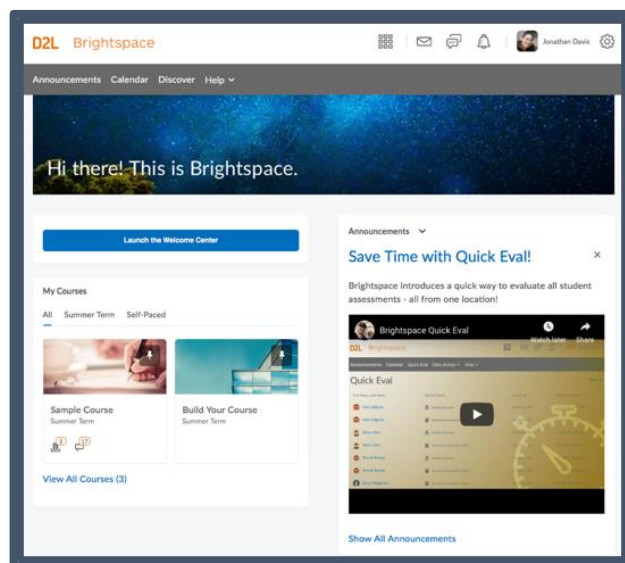 D2L Brightspace
Jonathan Davis
Announcements Calendar Discover Help
Hi there! This is Brightspace.
Launch the Welcome Center
My Courses
All Summer Term Self-Paced
Sample Course
Summer Term
Build Your Course
Summer Term
View All Courses (3)
Announcements
Save Time with Quick Eval!
Brightspace introduces a quick way to evaluate all student
assessments - all from one location!
Brightspace Quick Eval
Watch later Share
D2L Brightspace
Quick Eval
Show All Announcements